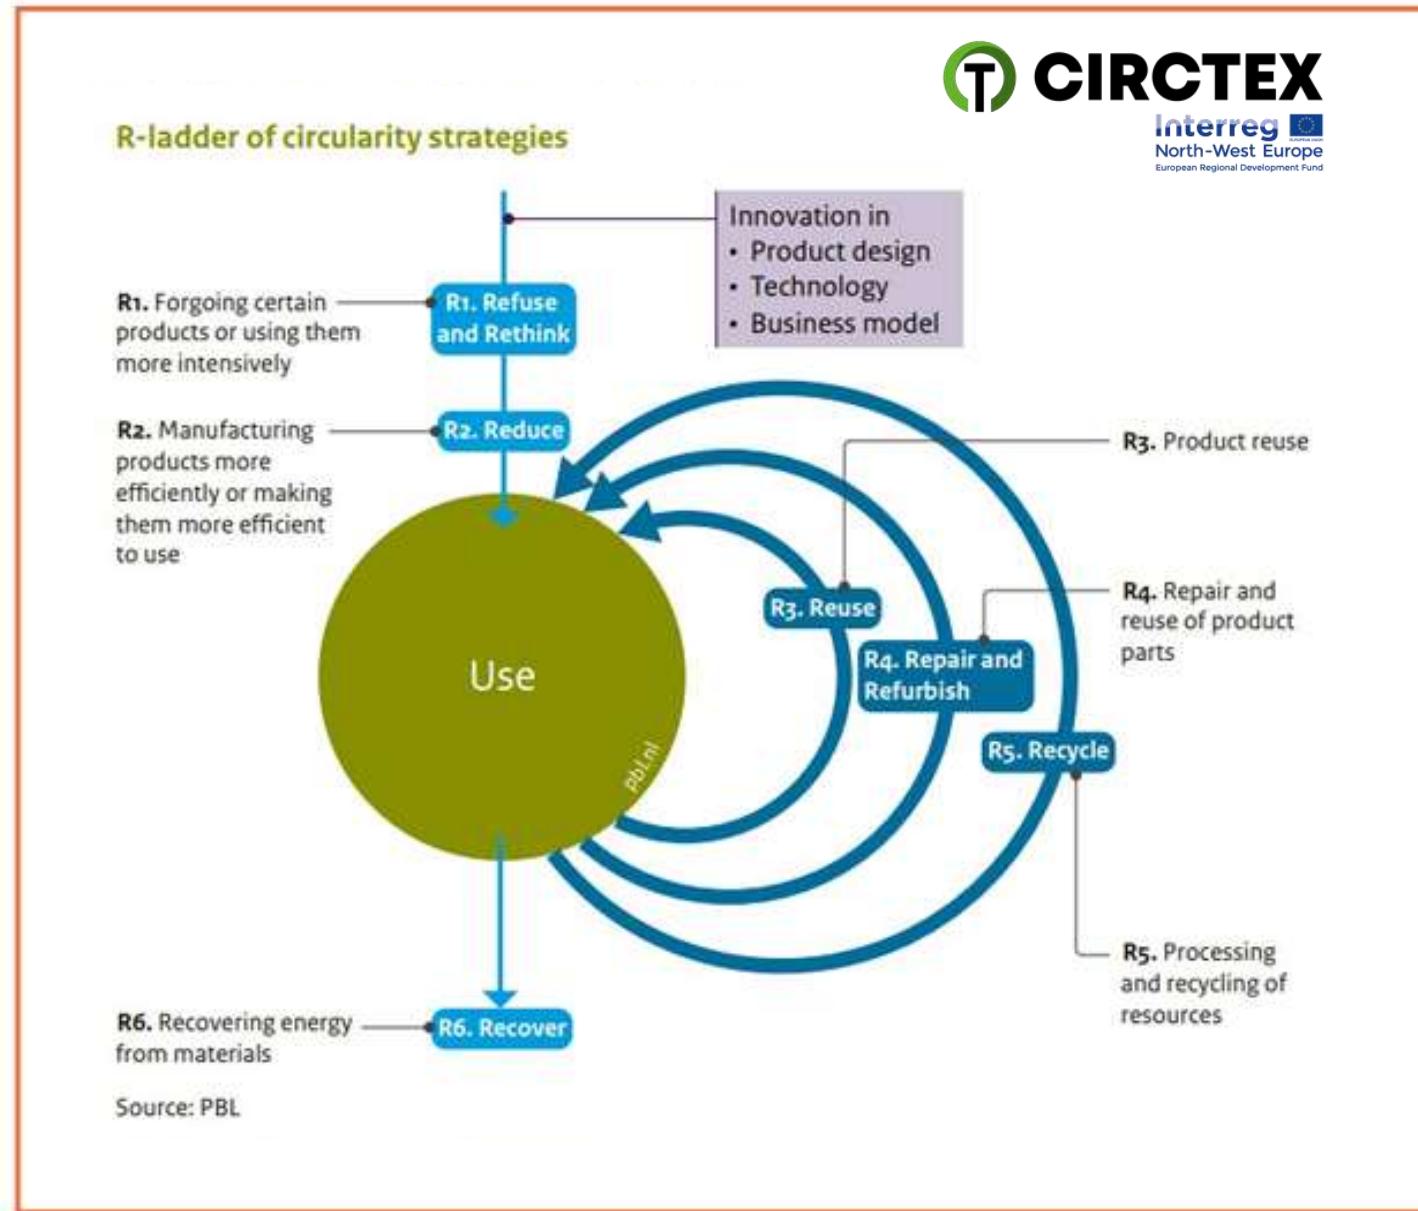 CIRCTEX
Interreg
North-West Europe
European Regional Development Fund
R-ladder of circularity strategies
Innovation in
• Product design
• Technology
• Business model
R1. Forgoing certain
products or using them
more intensively
R1. Refuse
and Rethink
R2. Manufacturing
products more
efficiently or making
them more efficient
to use
R2. Reduce
R3. Product reuse
R3. Reuse
R4. Repair and
reuse of product
parts
R4. Repair and
Refurbish
Use
pbl.nl
R5. Recycle
R5. Processing
and recycling of
resources
R6. Recovering energy
from materials
R6. Recover
Source: PBL